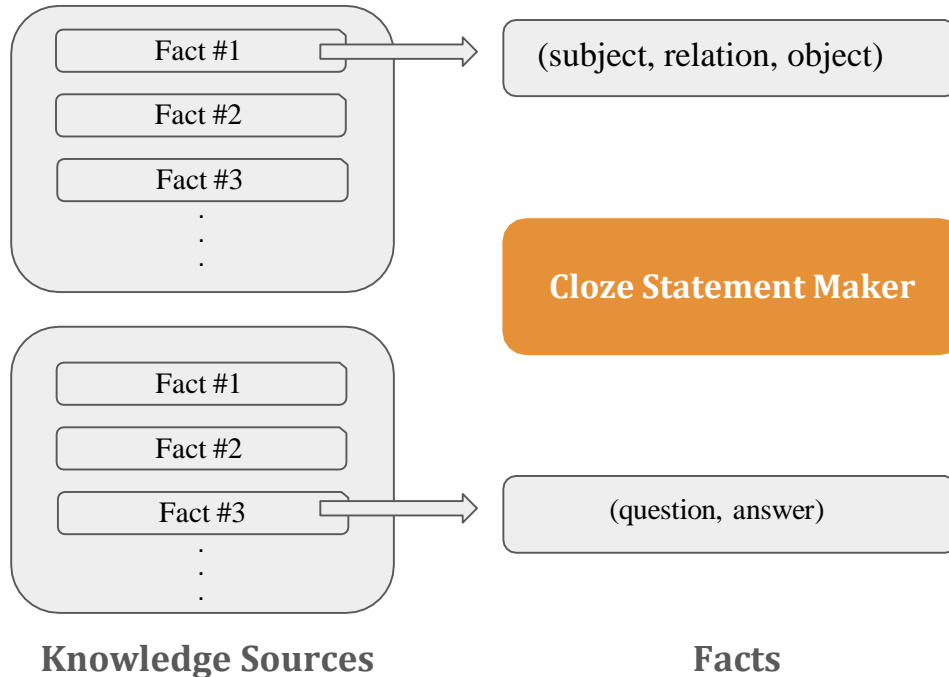 Fact #1
Fact #2
Fact #3
.
.
.
(subject, relation, object)
Cloze Statement Maker
Fact #1
Fact #2
Fact #3
.
.
.
(question, answer)
Knowledge Sources
Facts